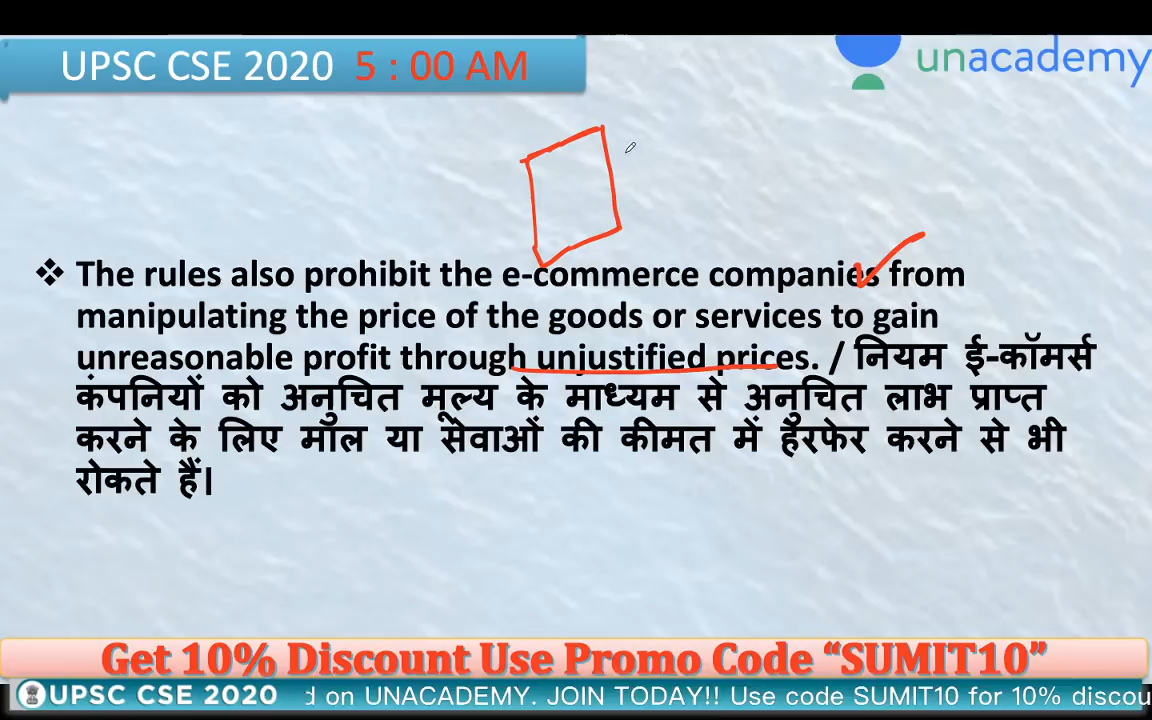 UPSC CSE 2020 5 : 00 AM
unacademy
❖ The rules also prohibit the e-commerce companies from
manipulating the price of the goods or services to gain
unreasonable profit through unjustified prices. / नियम ई-कॉमर्स
कंपनियों को अनुचित मूल्य के माध्यम से अनुचित लाभ प्राप्त
करने के लिए माल या सेवाओं की कीमत में हेरफेर करने से भी
रोकते हैं।
Get 10% Discount Use Promo Code “SUMIT10”
UPSC CSE 2020 d on UNACADEMY. JOIN TODAY!! Use code SUMIT10 for 10% discou